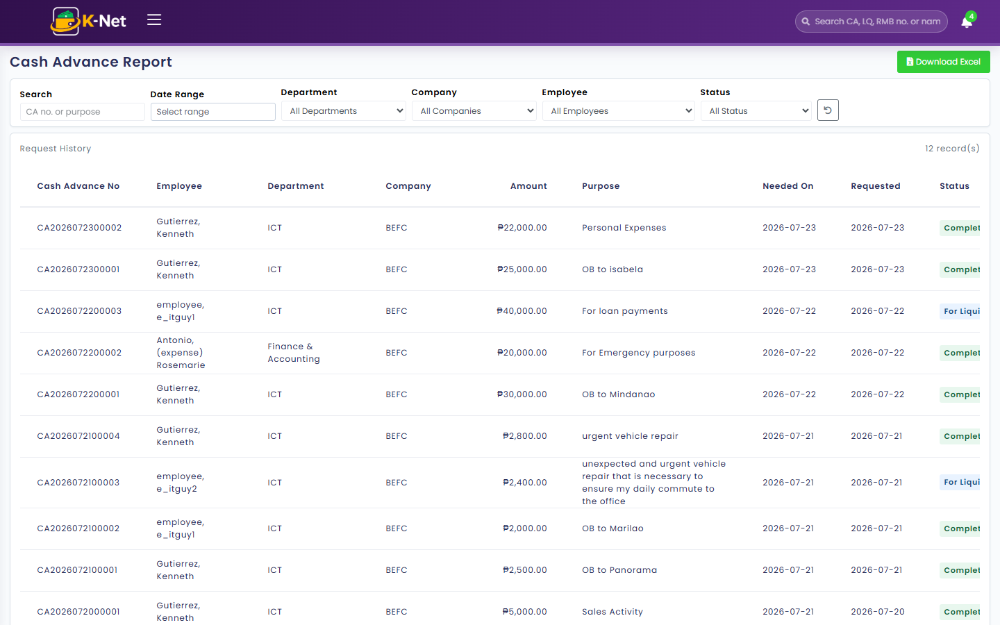 K-Net
Search CA, LQ, RMB no. or nam
4
Cash Advance Report
Download Excel
Search
Date Range
Department
Company
Employee
Status
CA no. or purpose
Select range
All Departments
All Companies
All Employees
All Status
Request History
12 record(s)
Cash Advance No Employee Department Company Amount Purpose Needed On Requested Status
CA2026072300002 Gutierrez, Kenneth ICT BEFC ₱22,000.00 Personal Expenses 2026-07-23 2026-07-23 Complet
CA2026072300001 Gutierrez, Kenneth ICT BEFC ₱25,000.00 OB to isabela 2026-07-23 2026-07-23 Complet
CA2026072200003 employee, e_itguy1 ICT BEFC ₱40,000.00 For loan payments 2026-07-22 2026-07-22 For Liqui
CA2026072200002 Antonio, (expense) Rosemarie Finance & Accounting BEFC ₱20,000.00 For Emergency purposes 2026-07-22 2026-07-22 Complet
CA2026072200001 Gutierrez, Kenneth ICT BEFC ₱30,000.00 OB to Mindanao 2026-07-22 2026-07-22 Complet
CA2026072100004 Gutierrez, Kenneth ICT BEFC ₱2,800.00 urgent vehicle repair 2026-07-21 2026-07-21 Complet
CA2026072100003 employee, e_itguy2 ICT BEFC ₱2,400.00 unexpected and urgent vehicle repair that is necessary to ensure my daily commute to the office 2026-07-21 2026-07-21 For Liqui
CA2026072100002 employee, e_itguy1 ICT BEFC ₱2,000.00 OB to Marilao 2026-07-21 2026-07-21 Complet
CA2026072100001 Gutierrez, Kenneth ICT BEFC ₱2,500.00 OB to Panorama 2026-07-21 2026-07-21 Complet
CA2026072000001 Gutierrez, Kenneth ICT BEFC ₱5,000.00 Sales Activity 2026-07-21 2026-07-20 Complet